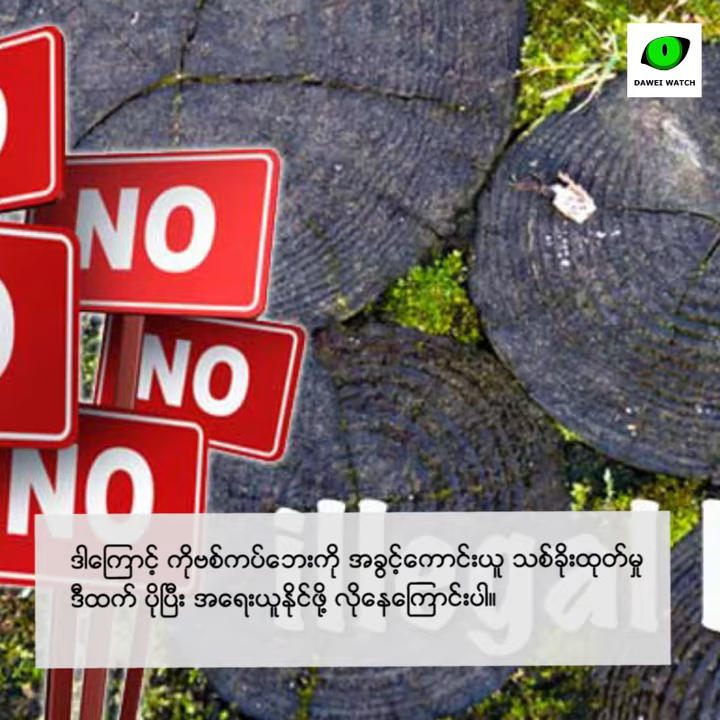 DAWEI WATCH
NO
NO
NO
illegal
ဒါကြောင့် ကိုဗစ်ကပ်ဘေးကို အခွင့်ကောင်းယူ သစ်ခိုးထုတ်မှု
ဒီထက် ပိုပြီး အရေးယူနိုင်ဖို့ လိုနေကြောင်းပါ။